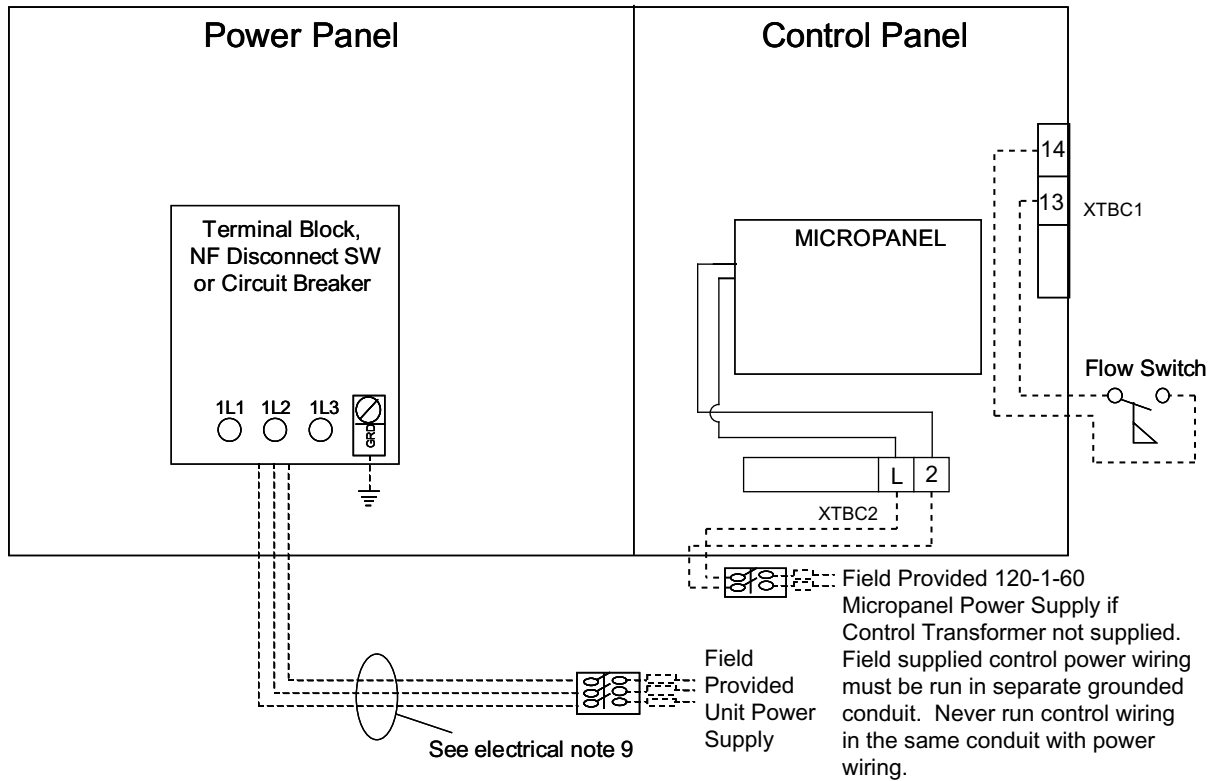 Power Panel
Control Panel
Terminal Block,
NF Disconnect SW
or Circuit Breaker
1L1 1L2 1L3
GRD
MICROPANEL
14
13
XTBC1
Flow Switch
L 2
XTBC2
Field Provided 120-1-60
Micropanel Power Supply if
Control Transformer not supplied.
Field supplied control power wiring
must be run in separate grounded
conduit. Never run control wiring
in the same conduit with power
wiring.
Field
Provided
Unit Power
Supply
See electrical note 9